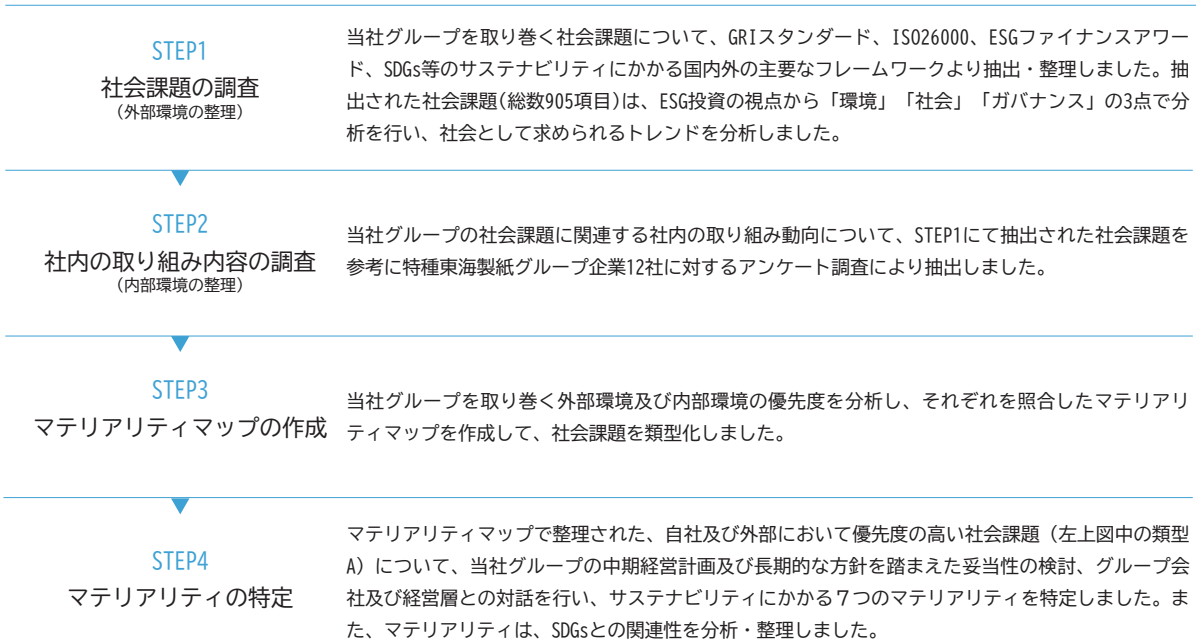 STEP1
社会課題の調査
(外部環境の整理)
当社グループを取り巻く社会課題について、GRIスタンダード、ISO26000、ESGファイナンスアワー
ド、SDGs等のサステナビリティにかかる国内外の主要なフレームワークより抽出・整理しました。抽
出された社会課題(総数905項目)は、ESG投資の視点から「環境」「社会」「ガバナンス」の3点で分
析を行い、社会として求められるトレンドを分析しました。
STEP2
社内の取り組み内容の調査
(内部環境の整理)
当社グループの社会課題に関連する社内の取り組み動向について、STEP1にて抽出された社会課題を
参考に特種東海製紙グループ企業12社に対するアンケート調査により抽出しました。
STEP3
マテリアリティマップの作成
当社グループを取り巻く外部環境及び内部環境の優先度を分析し、それぞれを照合したマテリアリ
ティマップを作成して、社会課題を類型化しました。
STEP4
マテリアリティの特定
マテリアリティマップで整理された、自社及び外部において優先度の高い社会課題（左上図中の類型
A）について、当社グループの中期経営計画及び長期的な方針を踏まえた妥当性の検討、グループ会
社及び経営層との対話を行い、サステナビリティにかかる７つのマテリアリティを特定しました。ま
た、マテリアリティは、SDGsとの関連性を分析・整理しました。